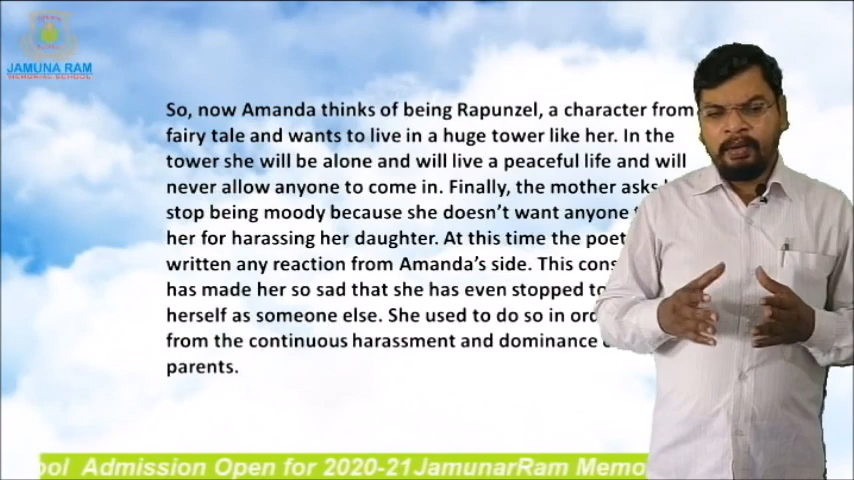 JAMUNA RAM
MEMORIAL SCHOOL
So, now Amanda thinks of being Rapunzel, a character from
fairy tale and wants to live in a huge tower like her. In the
tower she will be alone and will live a peaceful life and will
never allow anyone to come in. Finally, the mother asks
stop being moody because she doesn't want anyone
her for harassing her daughter. At this time the poet
written any reaction from Amanda's side. This
has made her so sad that she has even stopped to
herself as someone else. She used to do so in
from the continuous harassment and dominance
parents.
Admission Open for 2020-21 JamunarRam